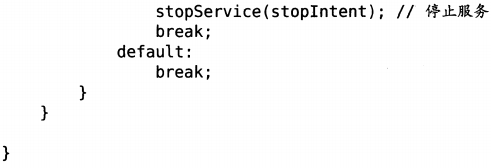 stopService(stopIntent); // 停止服务
break;
default:
break;
}
}
}